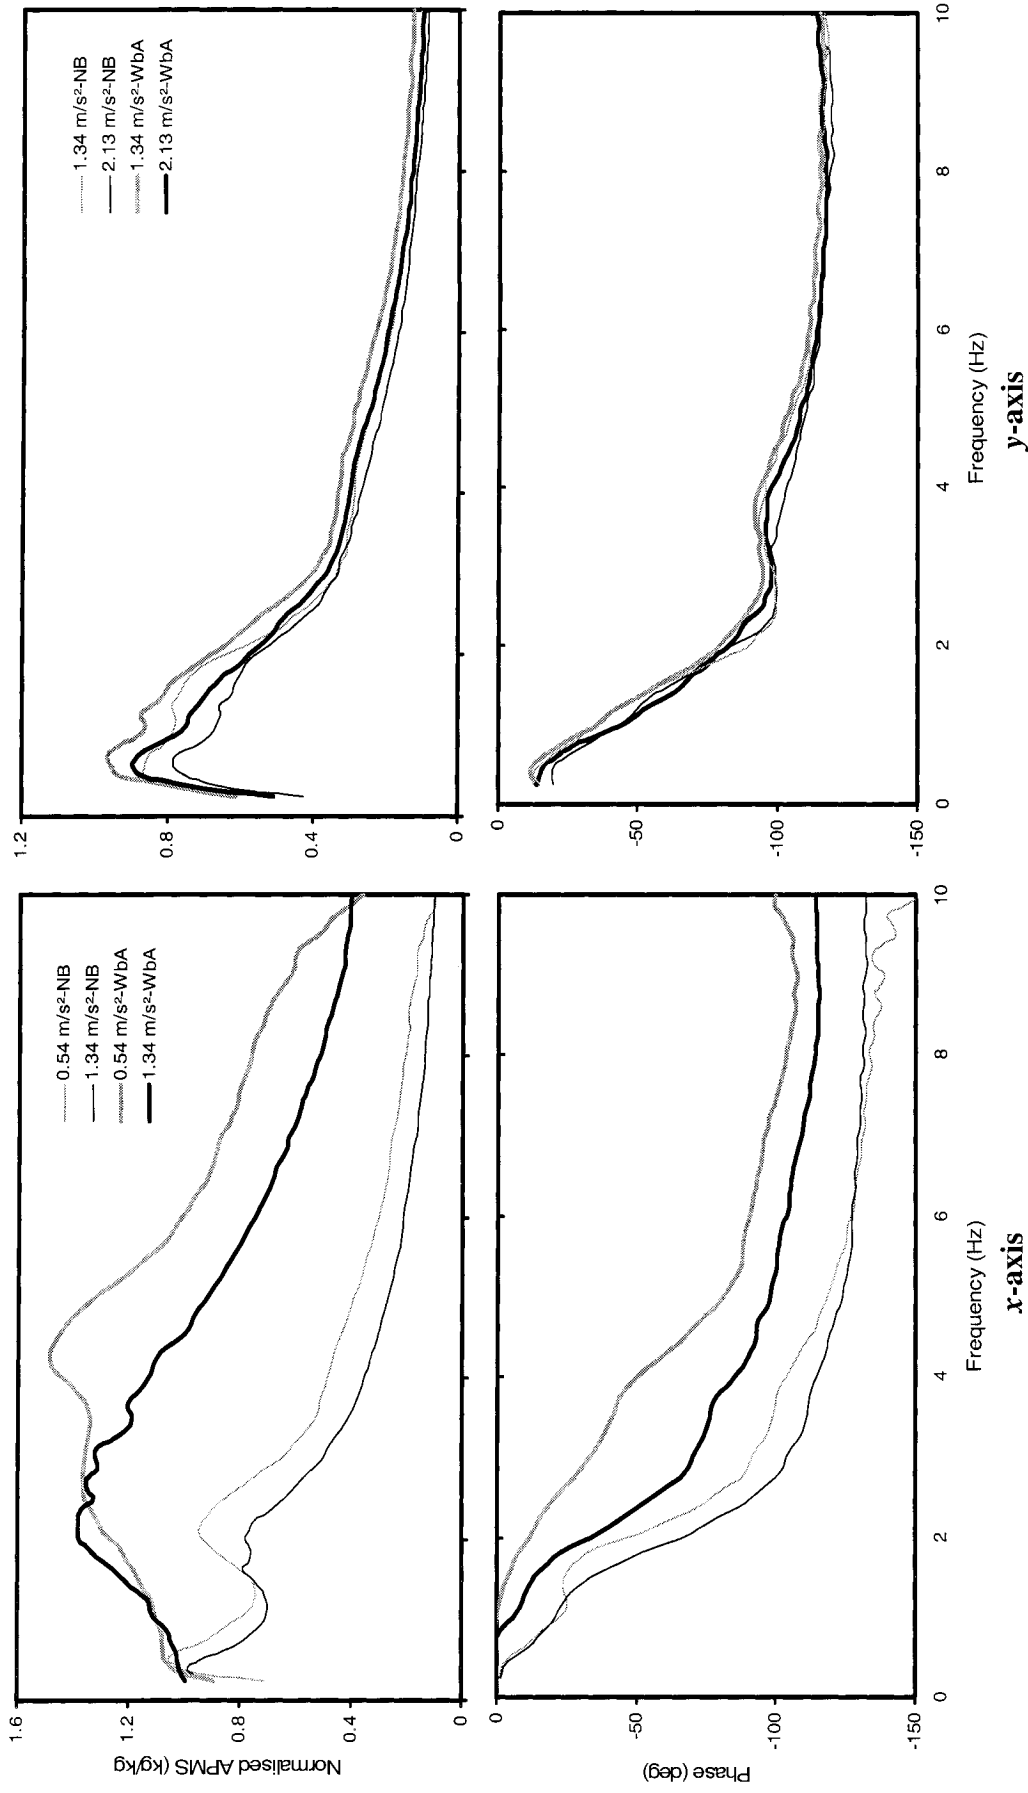 1.6
1.2
0.8
0.4
0
Normalised APMS (kg/kg)
0.54 m/s²-NB
1.34 m/s²-NB
0.54 m/s²-WbA
1.34 m/s²-WbA
1.2
0.8
0.4
0
1.34 m/s²-NB
2.13 m/s²-NB
1.34 m/s²-WbA
2.13 m/s²-WbA
0
-50
-100
-150
Phase (deg)
0 2 4 6 8 10
Frequency (Hz)
x-axis
0
-50
-100
-150
0 2 4 6 8 10
Frequency (Hz)
y-axis